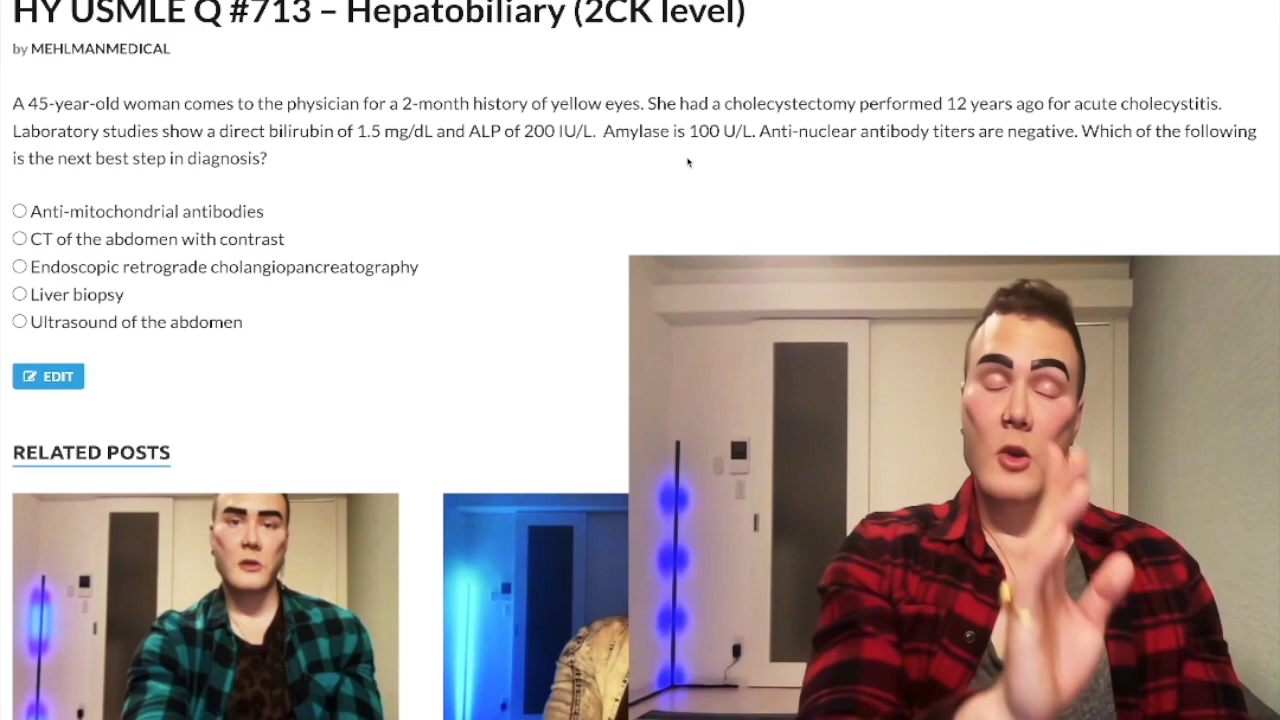 HY USMLE Q #713 – Hepatobiliary (2CK level)
by MEHLMANMEDICAL
A 45-year-old woman comes to the physician for a 2-month history of yellow eyes. She had a cholecystectomy performed 12 years ago for acute cholecystitis.
Laboratory studies show a direct bilirubin of 1.5 mg/dL and ALP of 200 IU/L. Amylase is 100 U/L. Anti-nuclear antibody titers are negative. Which of the following
is the next best step in diagnosis?
Anti-mitochondrial antibodies
CT of the abdomen with contrast
Endoscopic retrograde cholangiopancreatography
Liver biopsy
Ultrasound of the abdomen
EDIT
RELATED POSTS